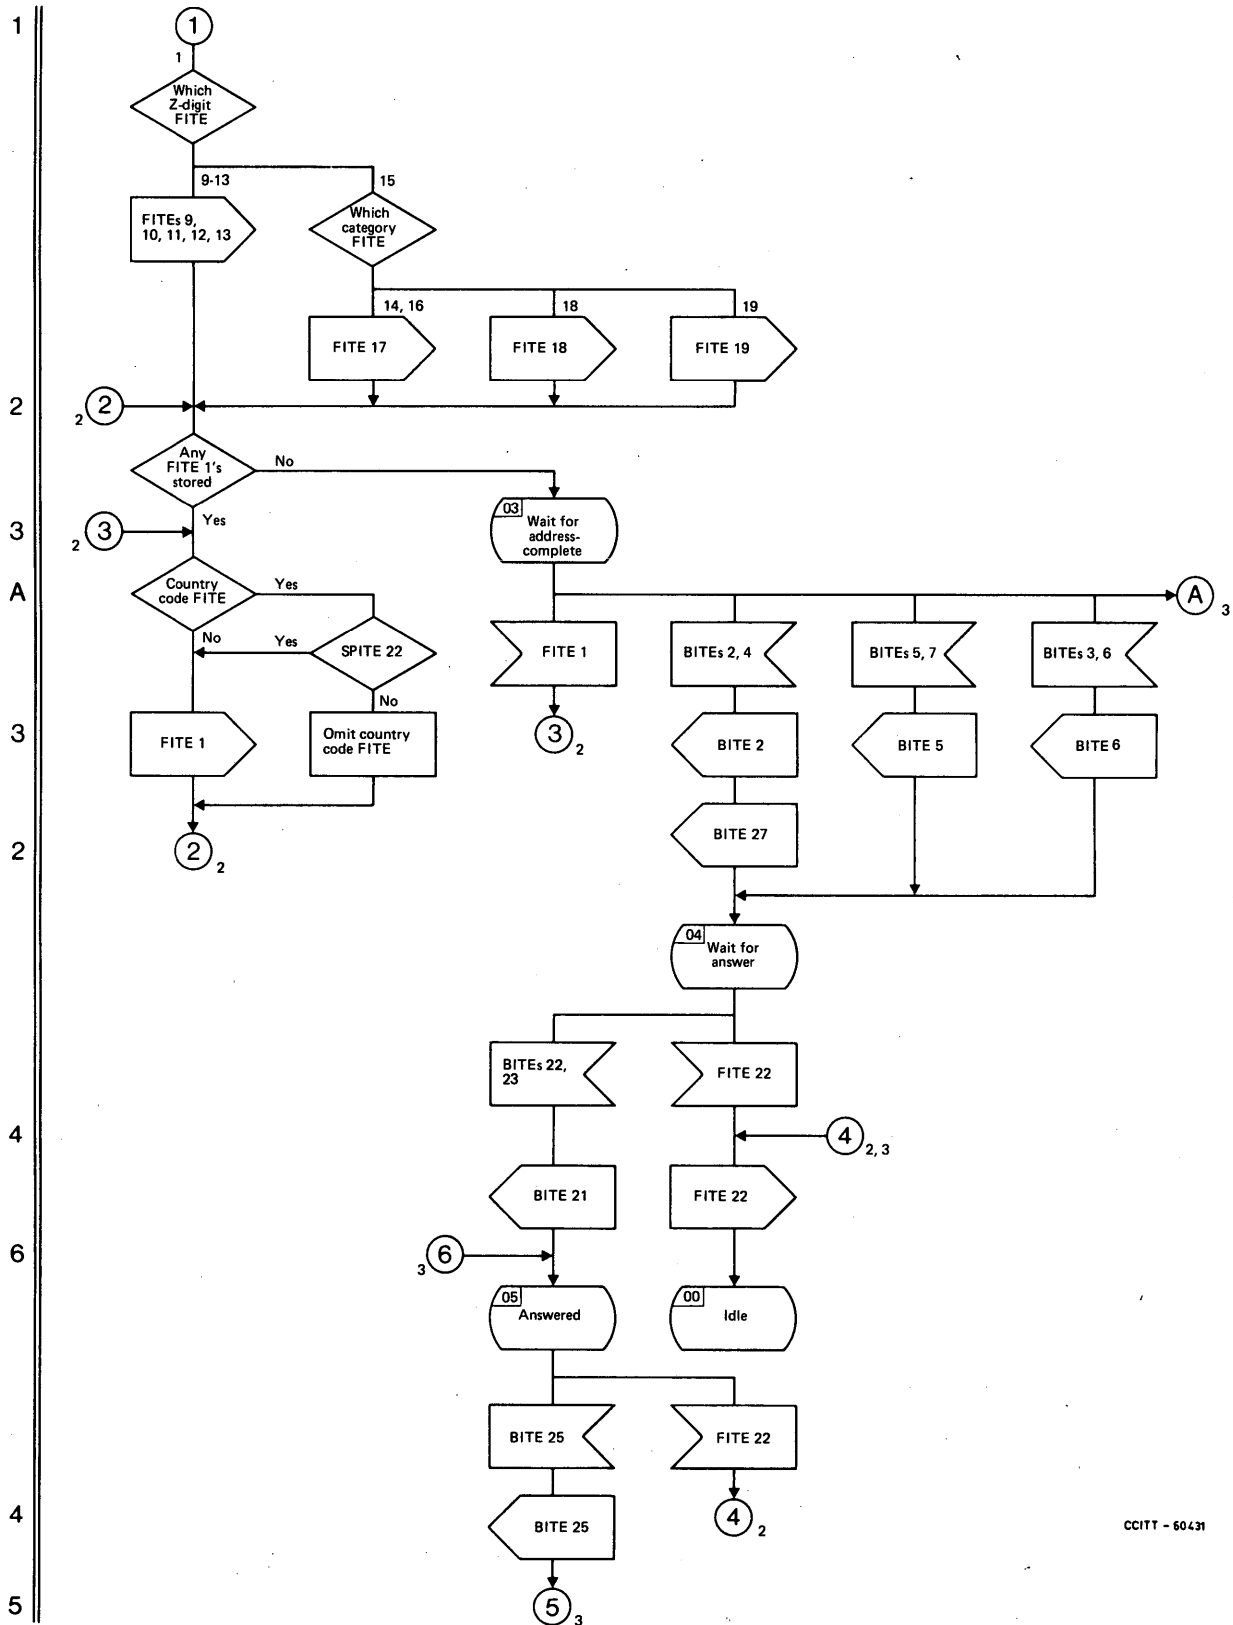 1
1
1
Which
Z-digit
FITE
9-13
15
FITEs 9,
10, 11, 12, 13
Which
category
FITE
14, 16
18
19
FITE 17
FITE 18
FITE 19
2
2
2
Any
FITE 1's
stored
No
Yes
03
Wait for
address-
complete
3
2
3
A
Country
code FITE
Yes
A
3
No
Yes
SPITE 22
No
FITE 1
BITEs 2, 4
BITEs 5, 7
BITEs 3, 6
3
FITE 1
Omit country
code FITE
3
2
BITE 2
BITE 5
BITE 6
BITE 27
2
2
2
04
Wait for
answer
BITEs 22,
23
FITE 22
4
4
2, 3
BITE 21
FITE 22
6
3
6
05
Answered
00
Idle
BITE 25
FITE 22
4
BITE 25
4
2
CCITT - 60431
5
5
3